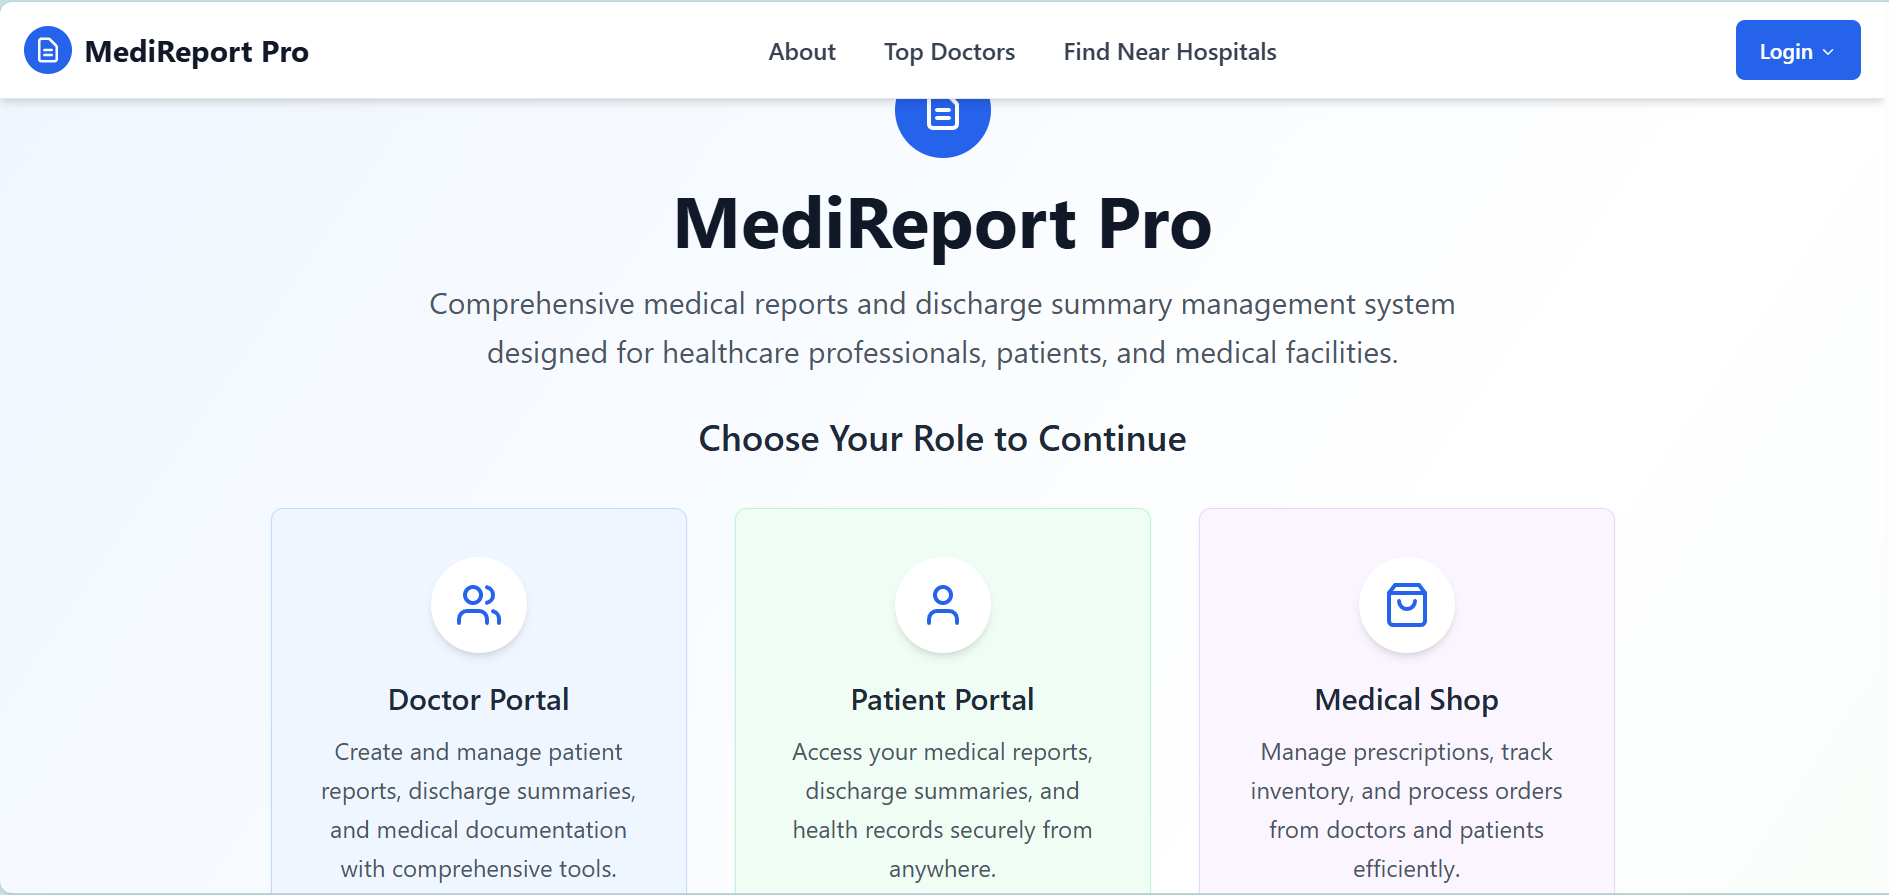 MediReport Pro
About
Top Doctors
Find Near Hospitals
Login
MediReport Pro
Comprehensive medical reports and discharge summary management system
designed for healthcare professionals, patients, and medical facilities.
Choose Your Role to Continue
Doctor Portal
Create and manage patient
reports, discharge summaries,
and medical documentation
with comprehensive tools.
Patient Portal
Access your medical reports,
discharge summaries, and
health records securely from
anywhere.
Medical Shop
Manage prescriptions, track
inventory, and process orders
from doctors and patients
efficiently.